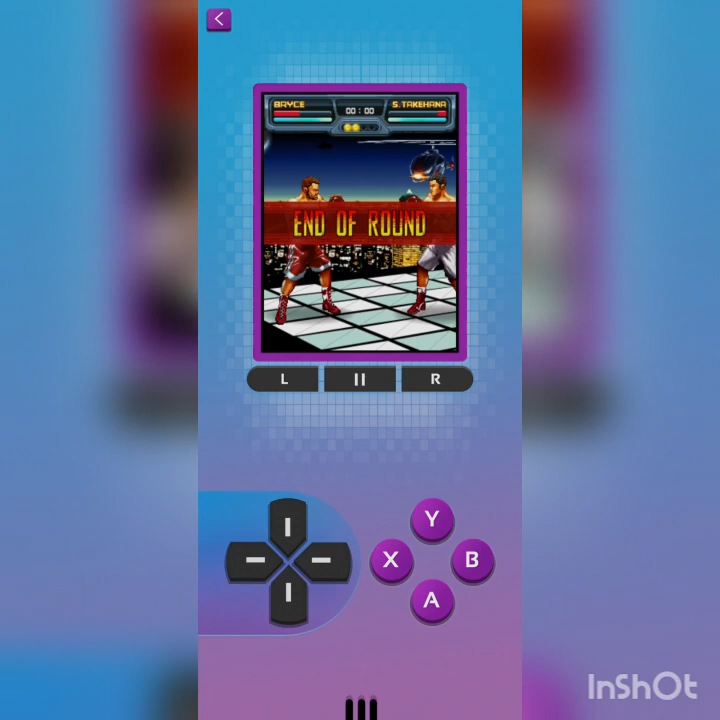 BRYCE
00:00
S.TAKEHANA
END OF ROUND
L
R
Y
X
B
A
InShOt